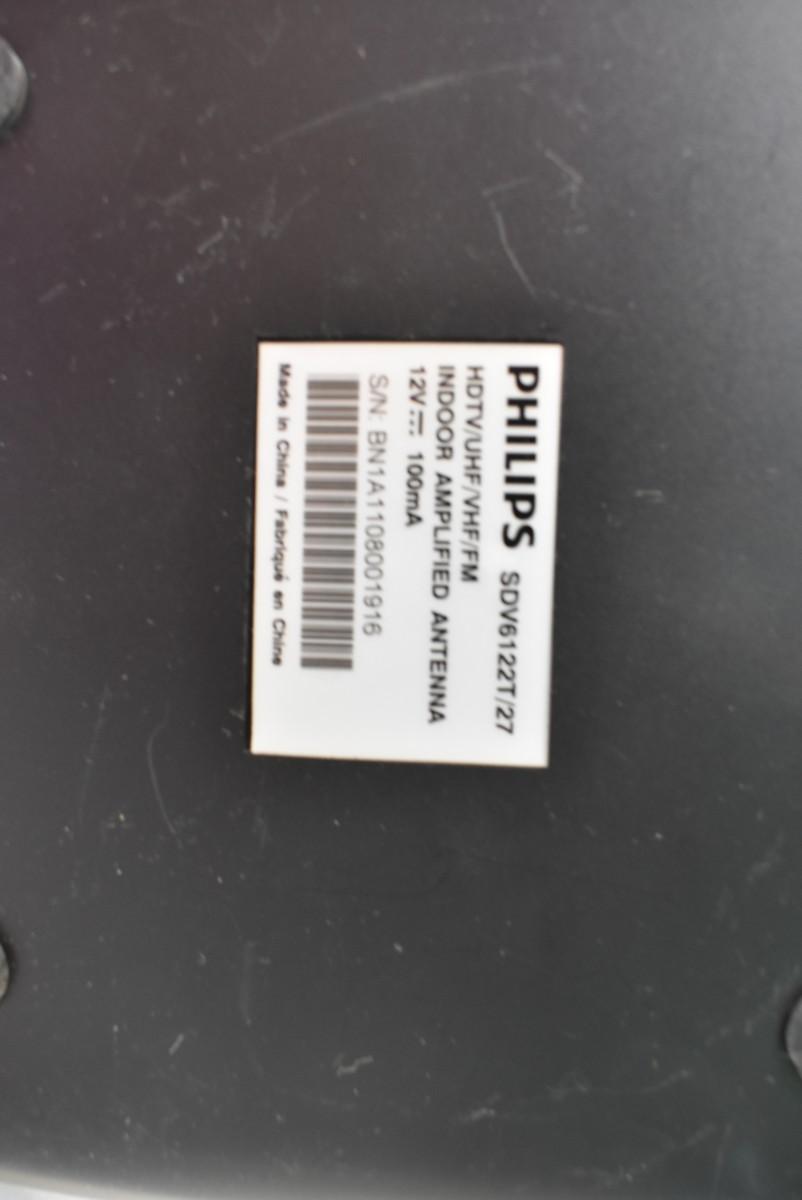 PHILIPS SDV6122T/27
HDTV/UHF/VHF/FM
INDOOR AMPLIFIED ANTENNA
12V⎓ 100mA
S/N: BN1A1108001916
Made in China / Fabriqué en Chine